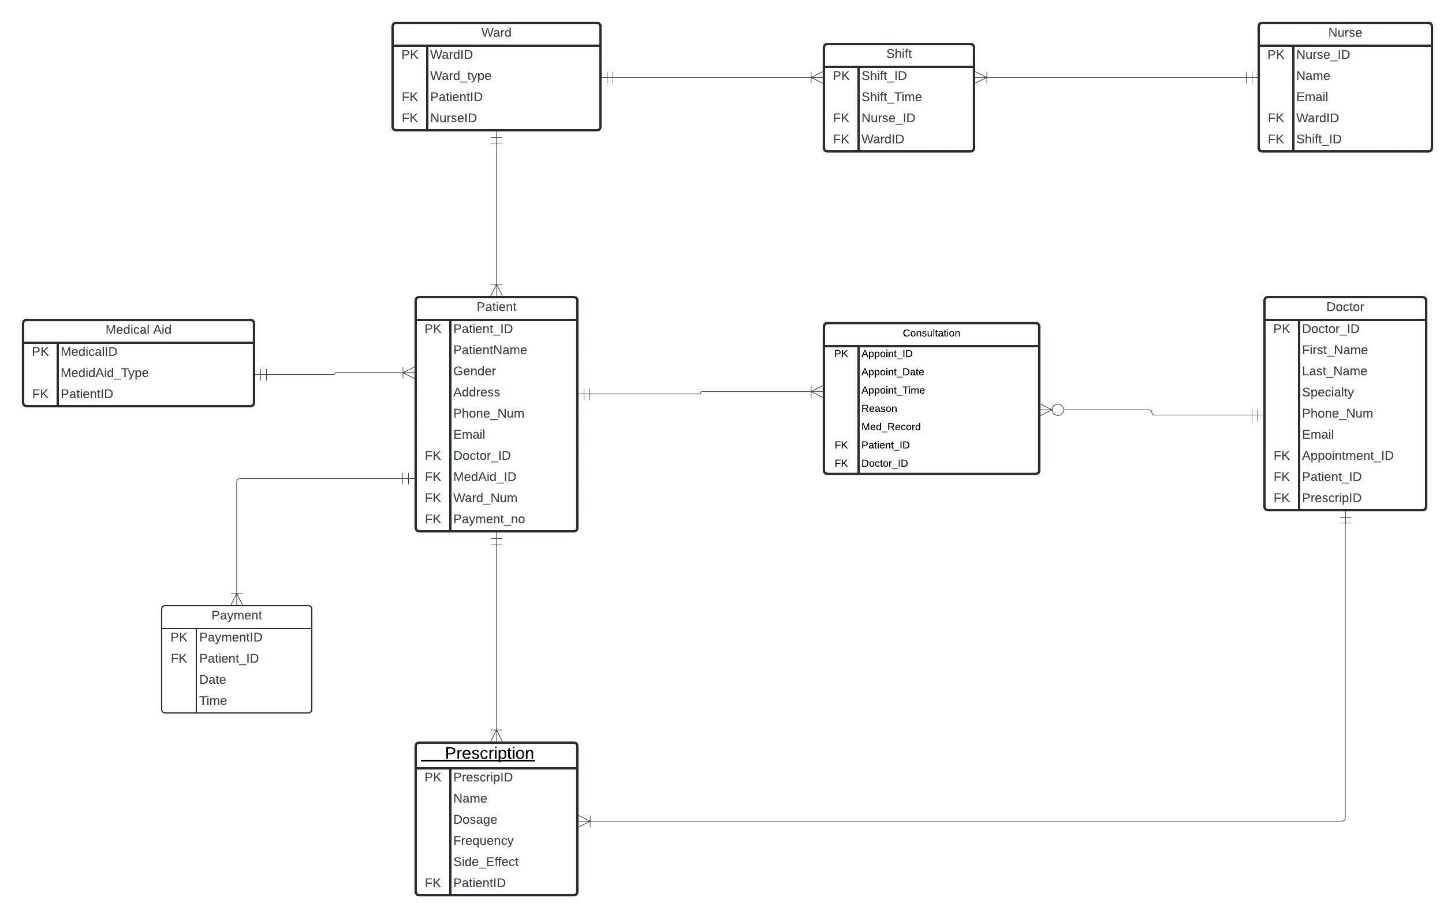 Ward
PK WardID
Ward_type
FK PatientID
FK NurseID
Shift
PK Shift_ID
Shift_Time
FK Nurse_ID
FK WardID
Nurse
PK Nurse_ID
Name
Email
FK WardID
FK Shift_ID
Medical Aid
PK MedicalID
MedidAid_Type
FK PatientID
Patient
PK Patient_ID
PatientName
Gender
Address
Phone_Num
Email
FK Doctor_ID
FK MedAid_ID
FK Ward_Num
FK Payment_no
Consultation
PK Appoint_ID
Appoint_Date
Appoint_Time
Reason
Med_Record
FK Patient_ID
FK Doctor_ID
Doctor
PK Doctor_ID
First_Name
Last_Name
Specialty
Phone_Num
Email
FK Appointment_ID
FK Patient_ID
FK PrescripID
Payment
PK PaymentID
FK Patient_ID
Date
Time
Prescription
PK PrescripID
Name
Dosage
Frequency
Side_Effect
FK PatientID